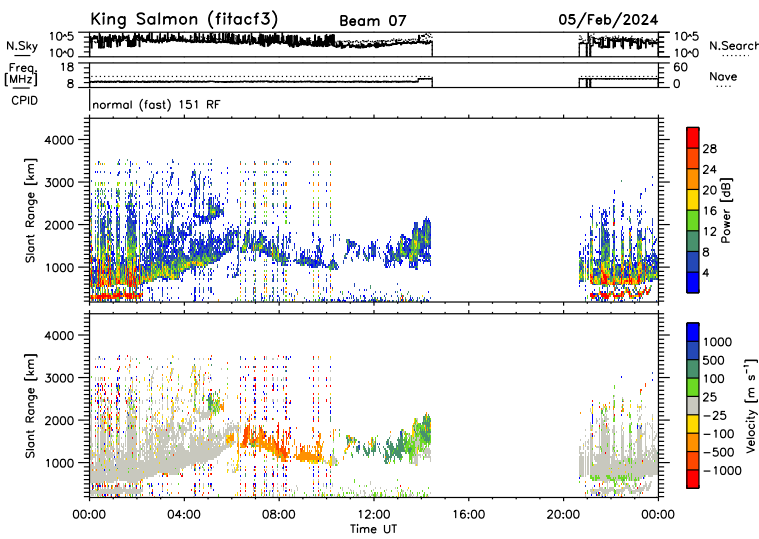 King Salmon (fitacf3) Beam 07 05/Feb/2024
N.Sky 10^5 10^5 N.Search
10^0 10^0
Freq. 18 60 Nave
[MHz] 8 0
CPID normal (fast) 151 RF
4000
3000
2000
1000
Slant Range [km]
28
24
20
16
12
8
4
Power [dB]
4000
3000
2000
1000
Slant Range [km]
1000
500
100
25
-25
-100
-500
-1000
Velocity [m s⁻¹]
00:00 04:00 08:00 12:00 16:00 20:00 00:00
Time UT